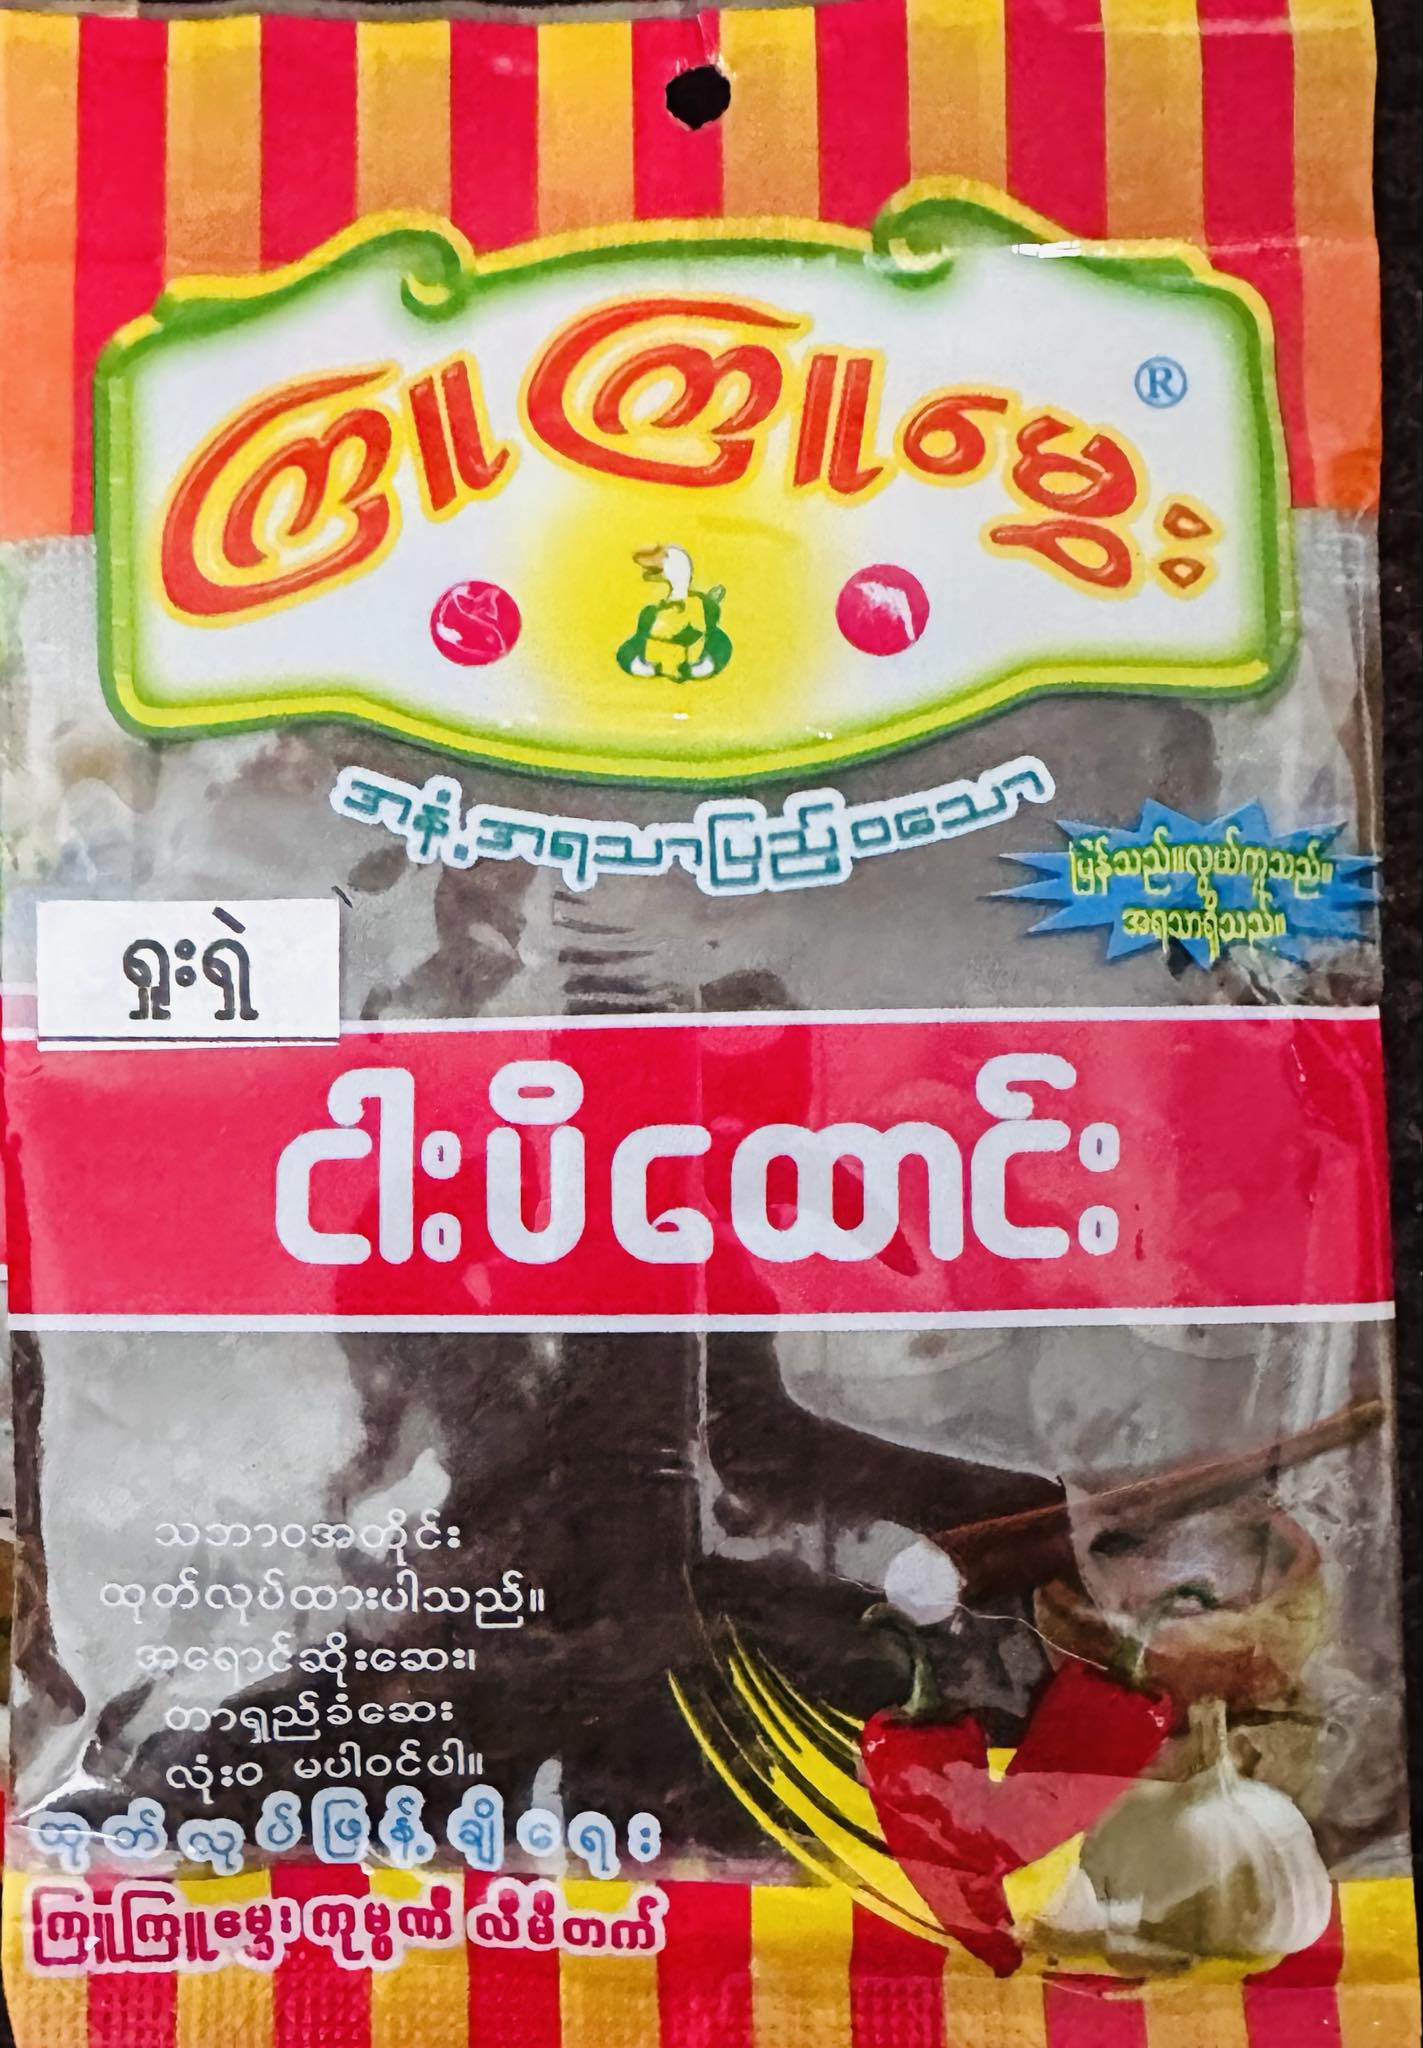 ကြူကြူမွှေး ®
အနံ့အရသာပြည့်ဝသော
မြန်သည်။လွယ်ကူသည်။
အရသာရှိသည်။
ရှူးရှဲ
ငါးပိထောင်း
သဘာဝအတိုင်း
ထုတ်လုပ်ထားပါသည်။
အရောင်ဆိုးဆေး၊
တာရှည်ခံဆေး
လုံးဝ မပါဝင်ပါ။
ထုတ်လုပ်ဖြန့်ချိရေး
ကြူကြူမွှေးကုမ္ပဏီ လီမိတက်